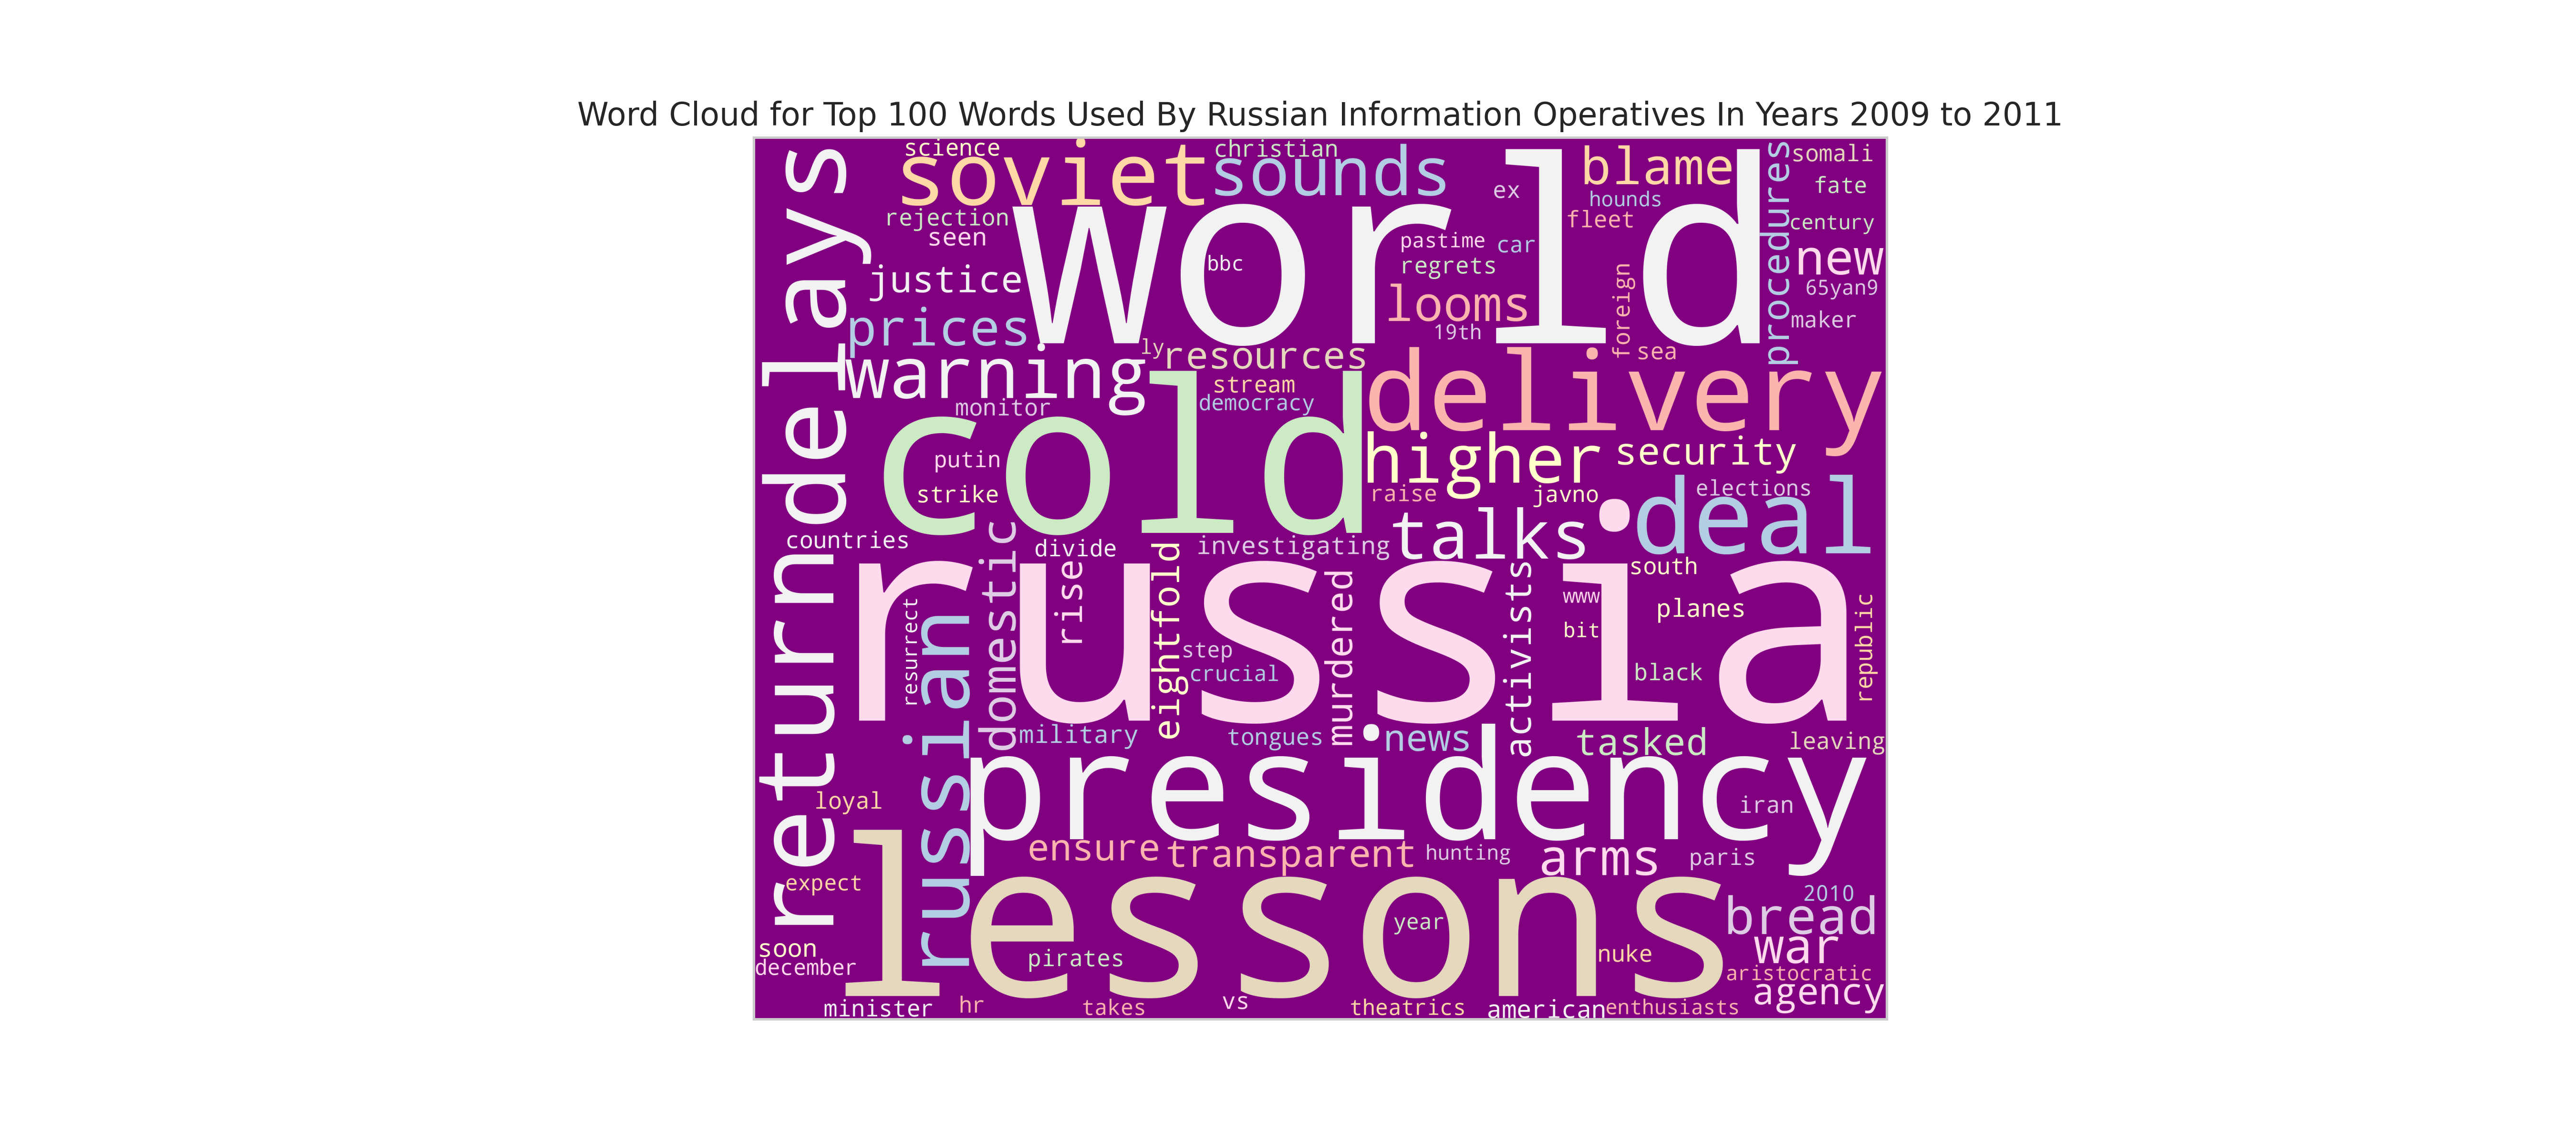 Word Cloud for Top 100 Words Used By Russian Information Operatives In Years 2009 to 2011
science
christian
soviet
sounds
world
blame
somali
procedures
delays
ex
hounds
fate
rejection
fleet
century
seen
pastime
car
new
bbc
regrets
justice
looms
foreign
65yan9
prices
19th
maker
ly
resources
sea
warning
stream
delivery
monitor
democracy
cold
higher
security
putin
strike
raise
javno
elections
deal
talks
countries
divide
investigating
south
return
russian
domestic
rise
eightfold
murdered
activists
russia
www
planes
resurrect
bit
republic
step
crucial
black
military
tongues
news
tasked
leaving
presidency
loyal
iran
ensure
transparent
hunting
arms
paris
expect
lessons
2010
year
bread
soon
pirates
nuke
war
december
aristocratic
agency
minister
hr
takes
vs
theatrics
american
enthusiasts